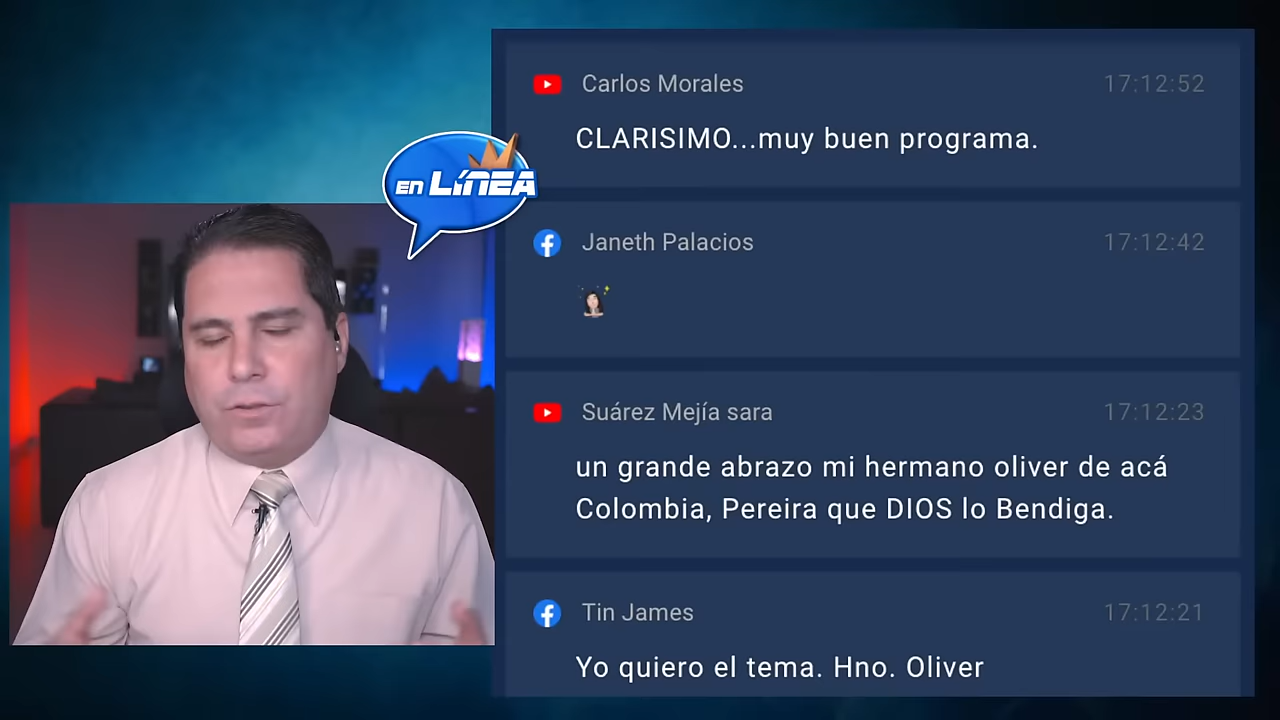 EN LÍNEA
Carlos Morales 17:12:52
CLARISIMO...muy buen programa.
Janeth Palacios 17:12:42
Suárez Mejía sara 17:12:23
un grande abrazo mi hermano oliver de acá
Colombia, Pereira que DIOS lo Bendiga.
Tin James 17:12:21
Yo quiero el tema. Hno. Oliver